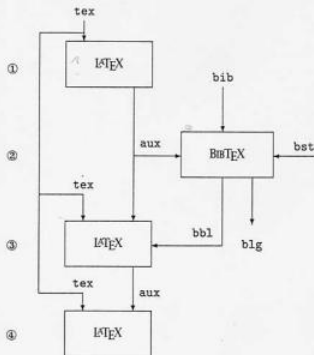 tex
① LATEX
bib
② aux BIBTEX bst
tex
③ LATEX bbl blg
tex aux
④ LATEX